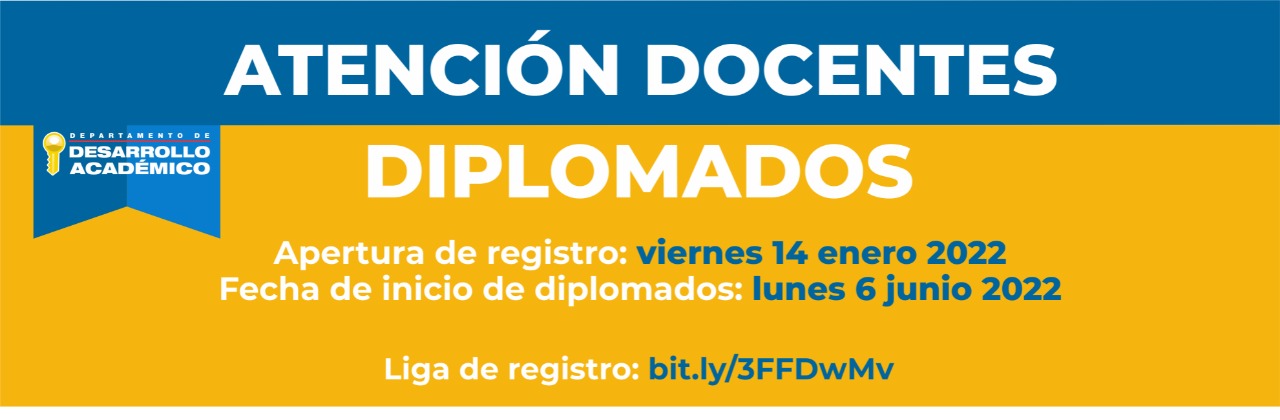 ATENCIÓN DOCENTES
DEPARTAMENTO DE
DESARROLLO
ACADÉMICO
DIPLOMADOS
Apertura de registro: viernes 14 enero 2022
Fecha de inicio de diplomados: lunes 6 junio 2022
Liga de registro: bit.ly/3FFDwMv